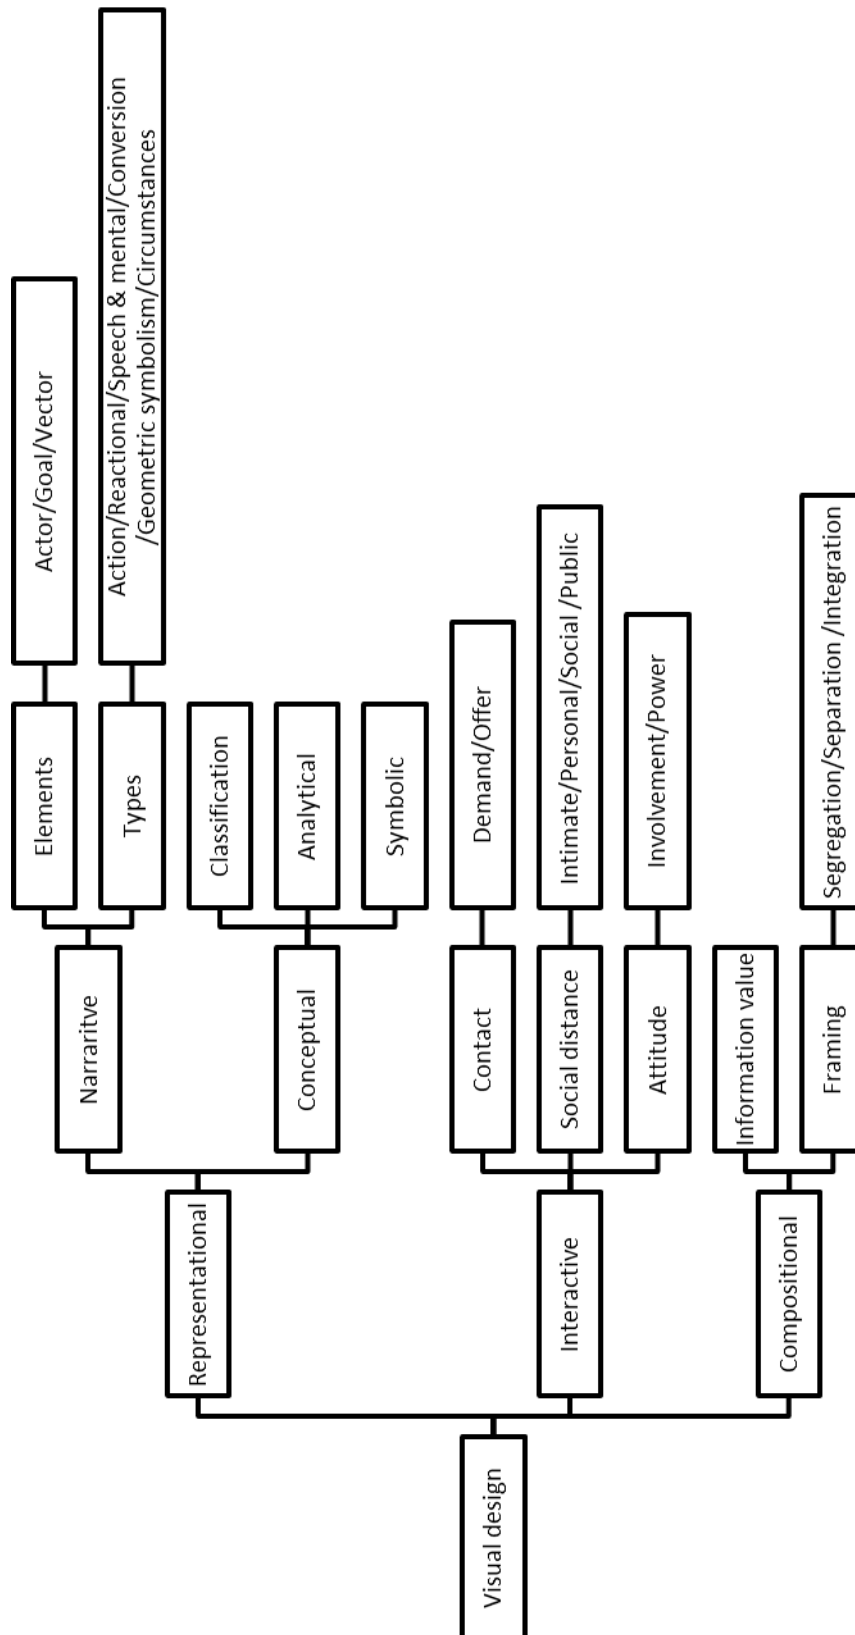 Visual design
Representational
Narraritve
Elements
Actor/Goal/Vector
Types
Action/Reactional/Speech & mental/Conversion
/Geometric symbolism/Circumstances
Conceptual
Classification
Analytical
Symbolic
Interactive
Contact
Demand/Offer
Social distance
Intimate/Personal/Social /Public
Attitude
Involvement/Power
Compositional
Information value
Framing
Segregation/Separation /Integration